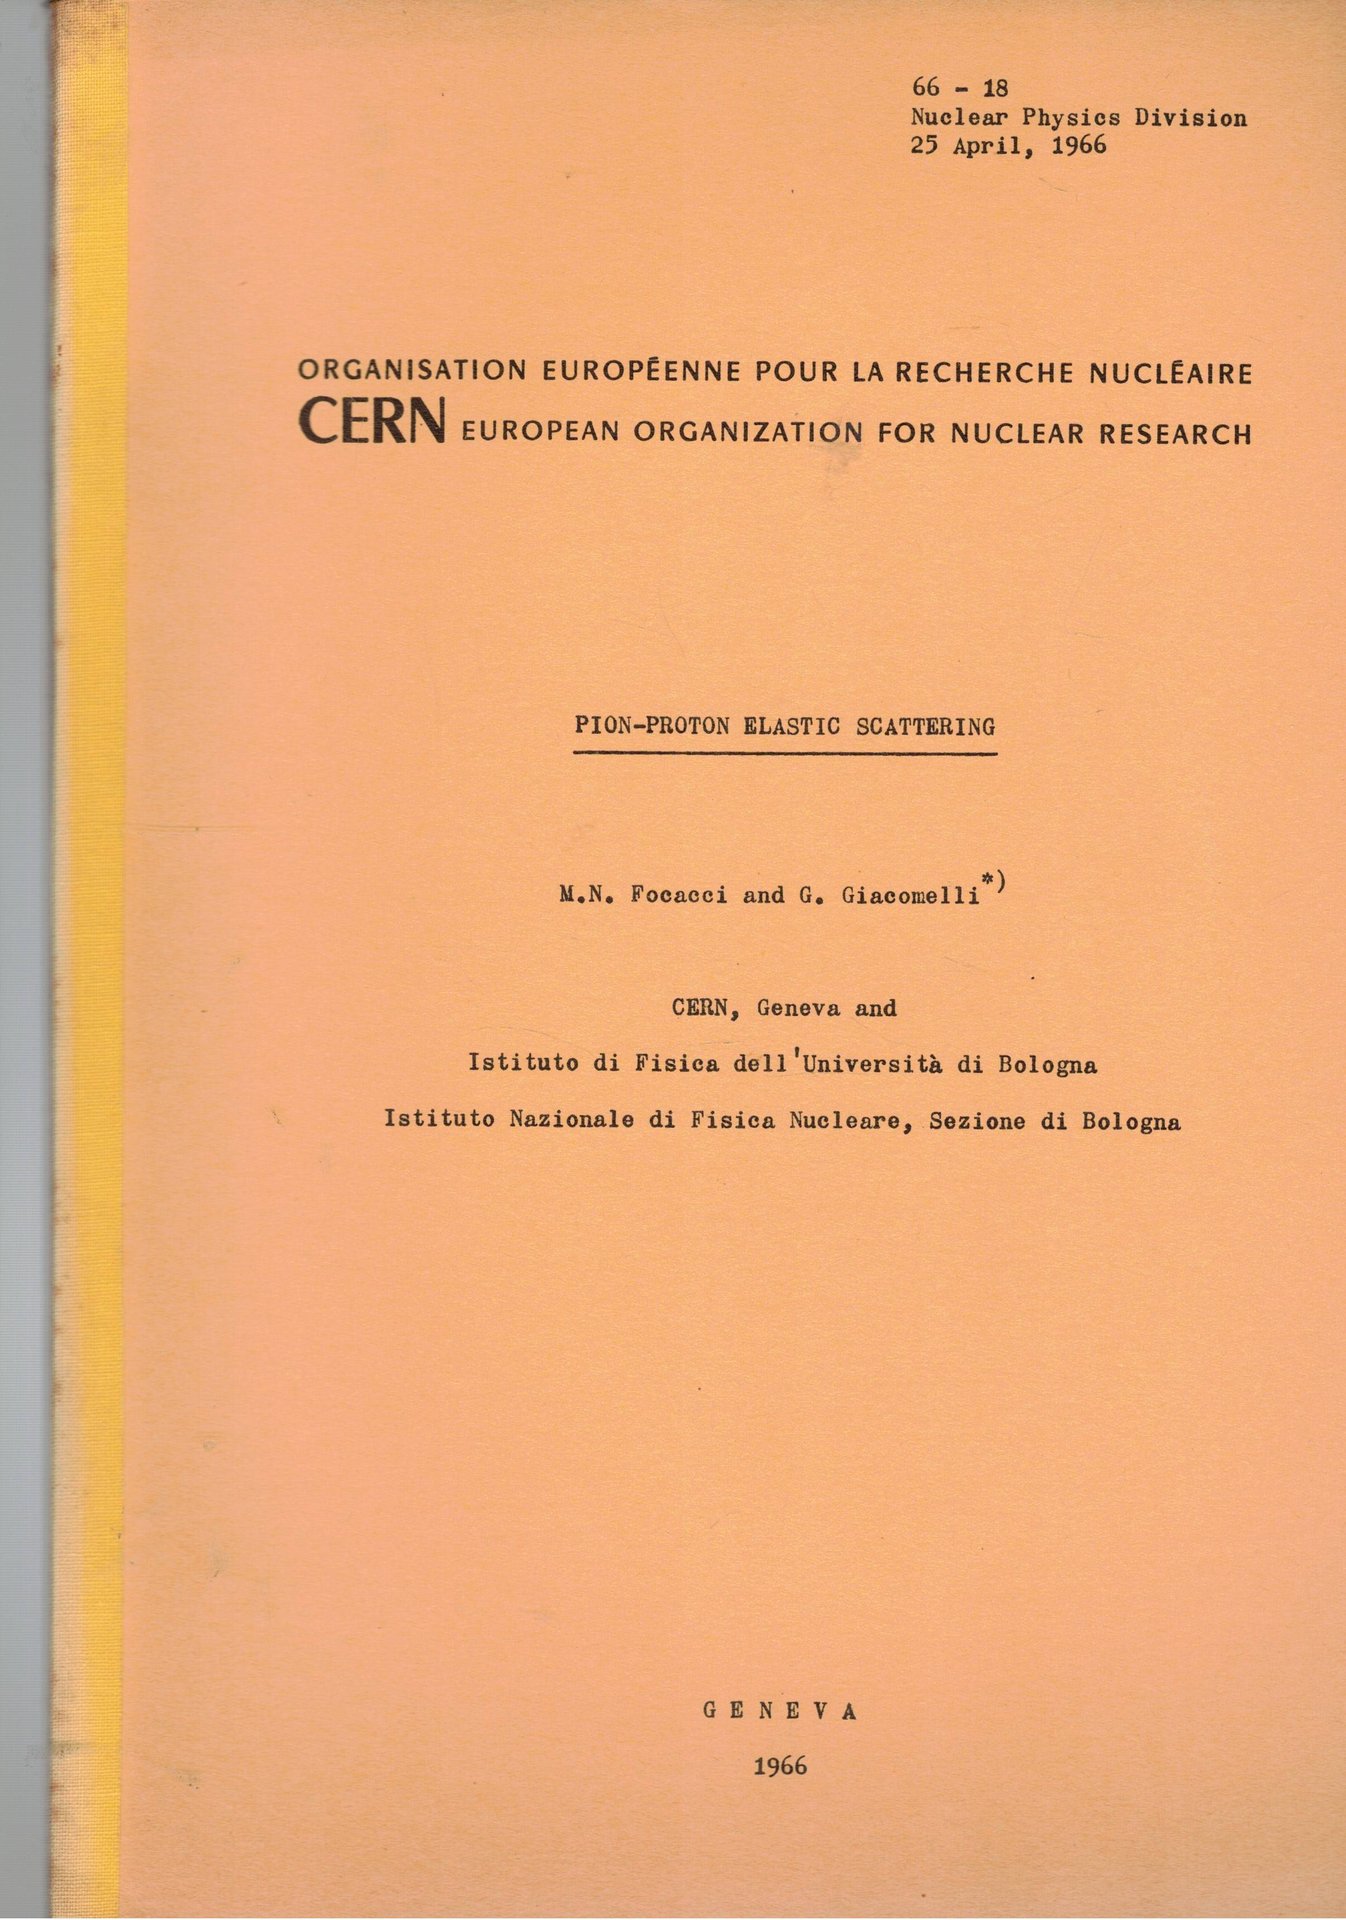 66 - 18
Nuclear Physics Division
25 April, 1966
ORGANISATION EUROPÉENNE POUR LA RECHERCHE NUCLÉAIRE
CERN EUROPEAN ORGANIZATION FOR NUCLEAR RESEARCH
PION-PROTON ELASTIC SCATTERING
M.N. Focacci and G. Giacomelli*)
CERN, Geneva and
Istituto di Fisica dell'Università di Bologna
Istituto Nazionale di Fisica Nucleare, Sezione di Bologna
G E N E V A
1966